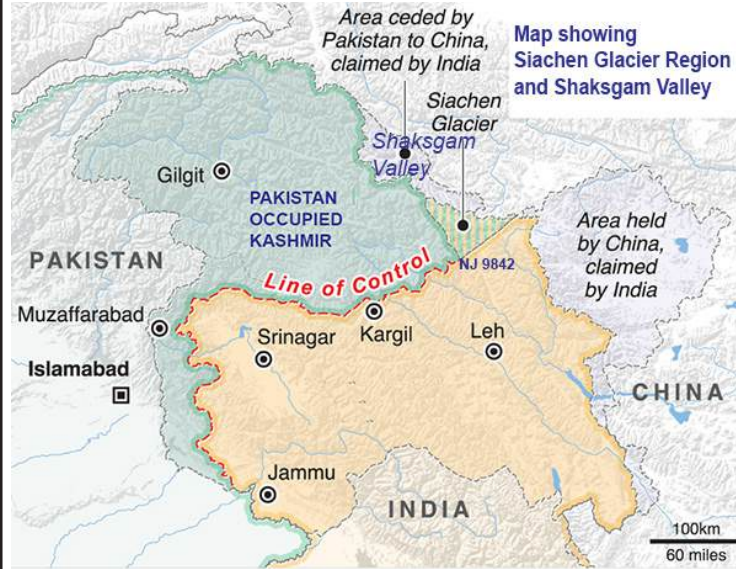 Area ceded by
Pakistan to China,
claimed by India
Map showing
Siachen Glacier Region
and Shaksgam Valley
Siachen
Glacier
Shaksgam
Valley
Gilgit
PAKISTAN
OCCUPIED
KASHMIR
Area held
by China,
claimed
by India
PAKISTAN
NJ 9842
Line of Control
Muzaffarabad
Srinagar
Kargil
Leh
Islamabad
CHINA
Jammu
INDIA
100km
60 miles